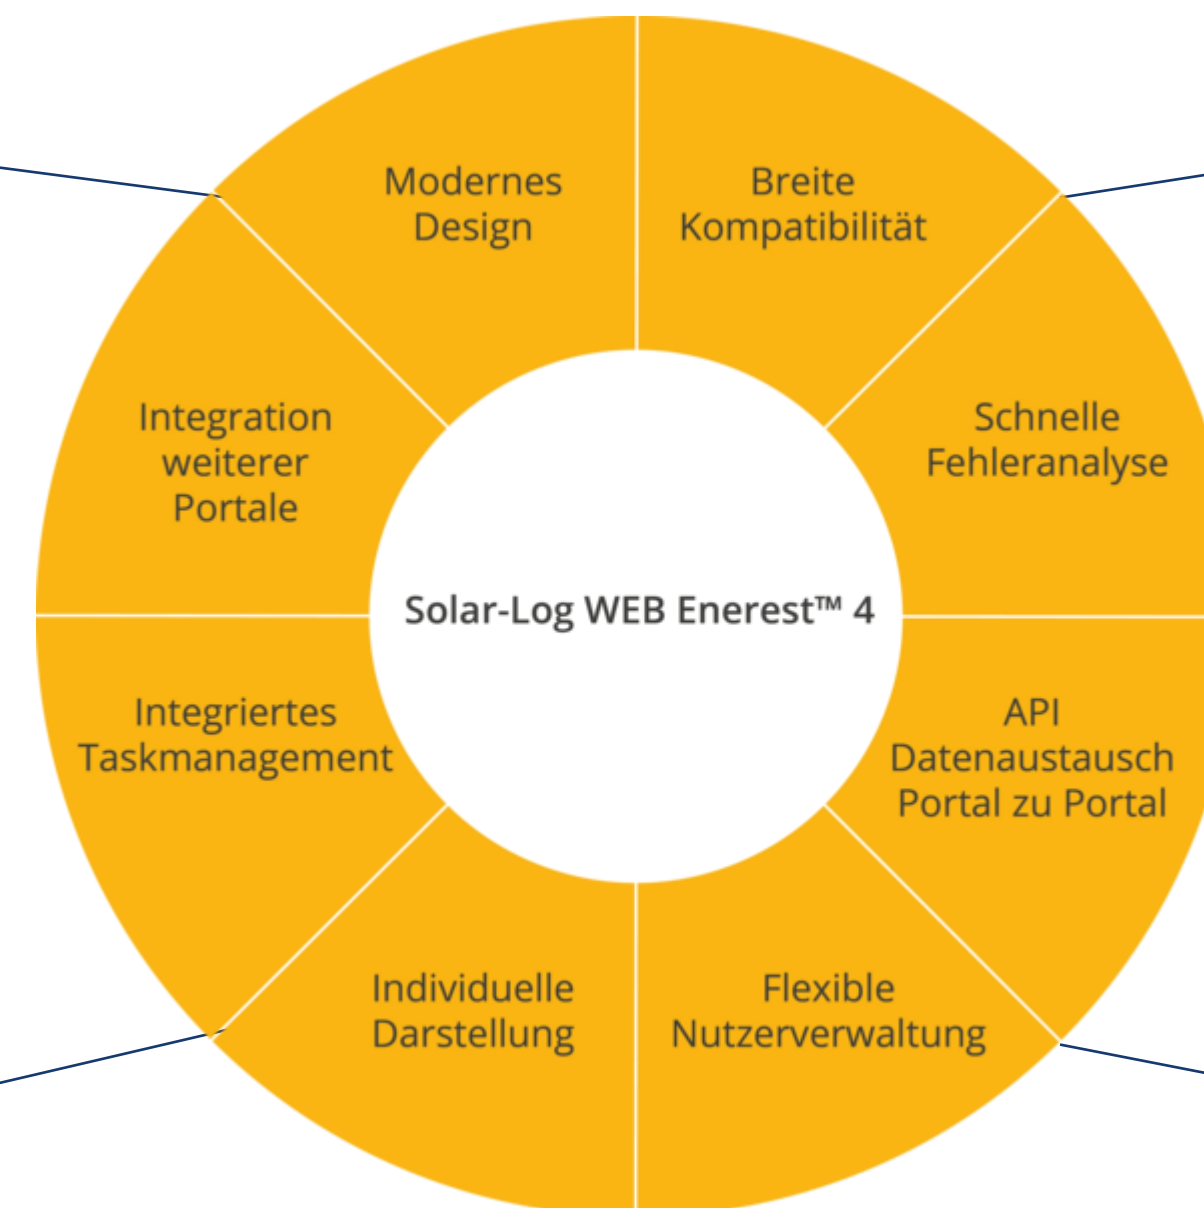 Modernes
Design
Breite
Kompatibilität
Schnelle
Fehleranalyse
API
Datenaustausch
Portal zu Portal
Flexible
Nutzerverwaltung
Individuelle
Darstellung
Integriertes
Taskmanagement
Integration
weiterer
Portale
Solar-Log WEB Enerest™ 4